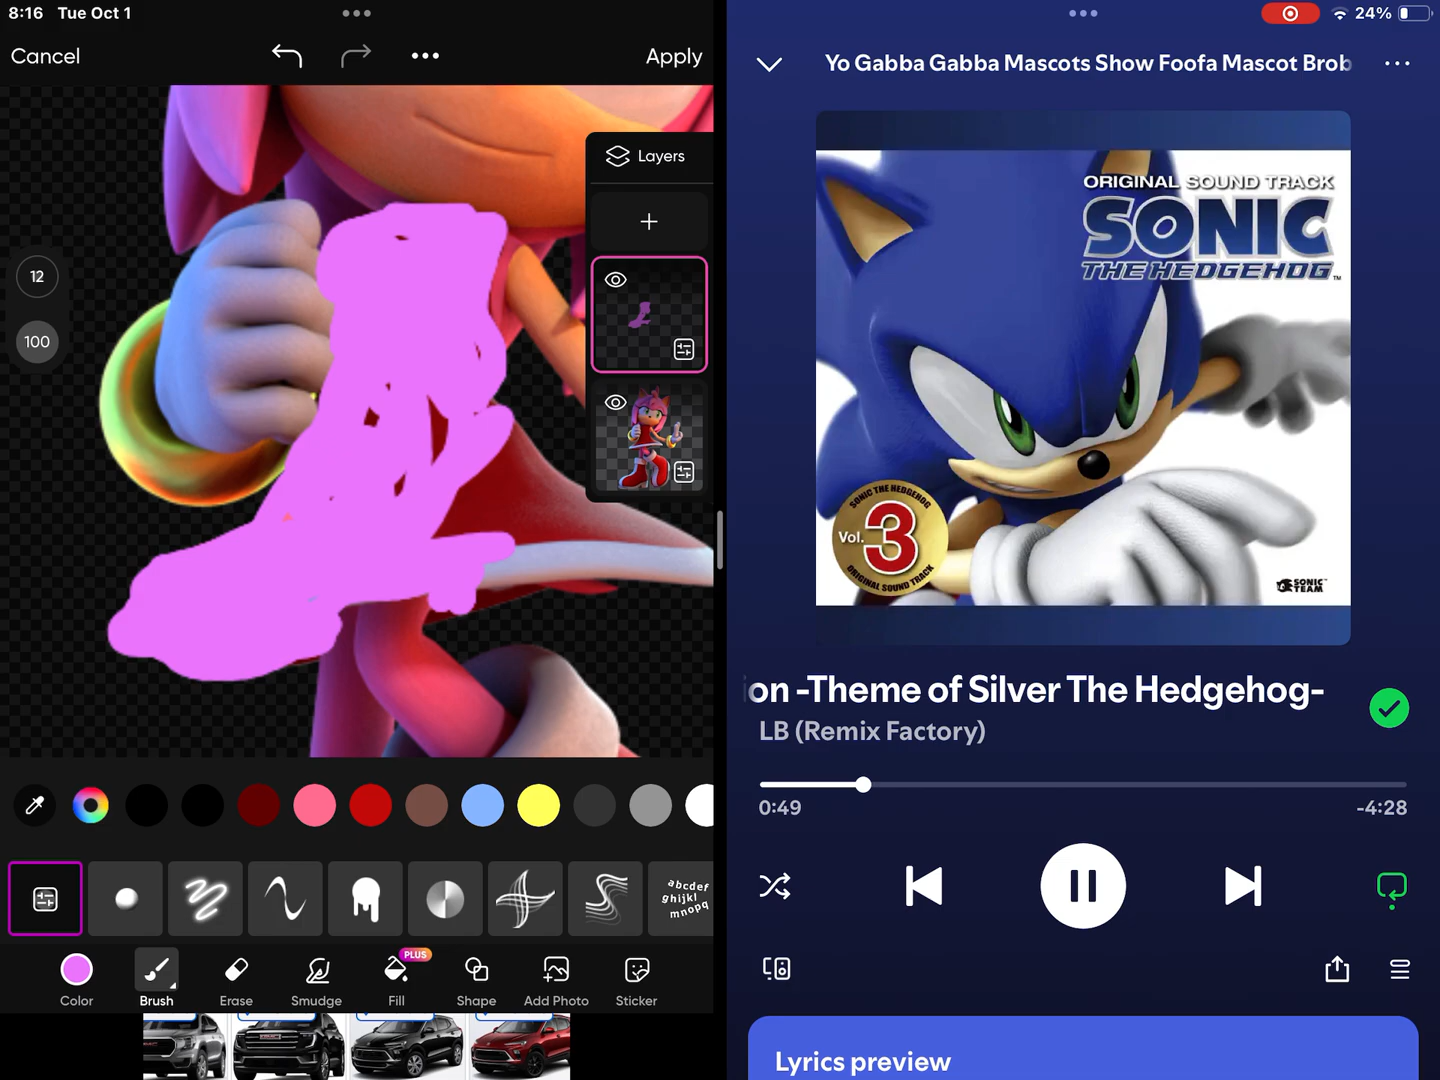 8:16 Tue Oct 1
Cancel
Apply
Layers
12
100
PLUS
abcdef
ghijkl
mnopq
Color
Brush
Erase
Smudge
Fill
Shape
Add Photo
Sticker
24%
Yo Gabba Gabba Mascots Show Foofa Mascot Brob
ORIGINAL SOUND TRACK
SONIC
THE HEDGEHOG™
SONIC THE HEDGEHOG
Vol. 3
ORIGINAL SOUND TRACK
SONIC TEAM™
on -Theme of Silver The Hedgehog-
LB (Remix Factory)
0:49
-4:28
Lyrics preview